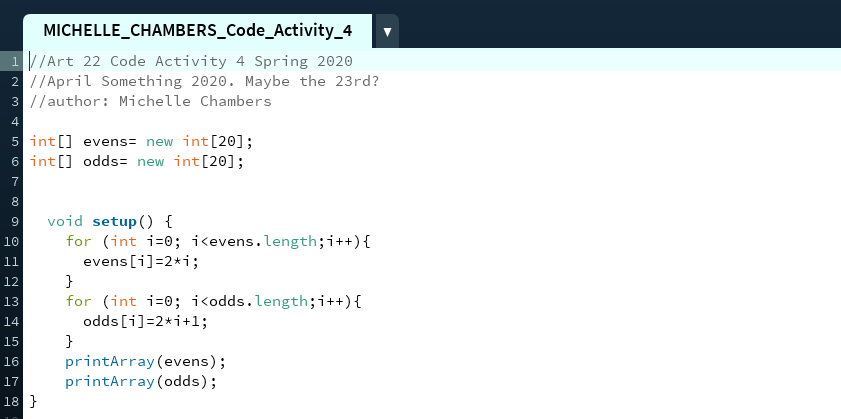 MICHELLE_CHAMBERS_Code_Activity_4 ▼
1 //Art 22 Code Activity 4 Spring 2020
2 //April Something 2020. Maybe the 23rd?
3 //author: Michelle Chambers
4
5 int[] evens= new int[20];
6 int[] odds= new int[20];
7
8
9   void setup() {
10     for (int i=0; i<evens.length;i++){
11       evens[i]=2*i;
12     }
13     for (int i=0; i<odds.length;i++){
14       odds[i]=2*i+1;
15     }
16     printArray(evens);
17     printArray(odds);
18 }